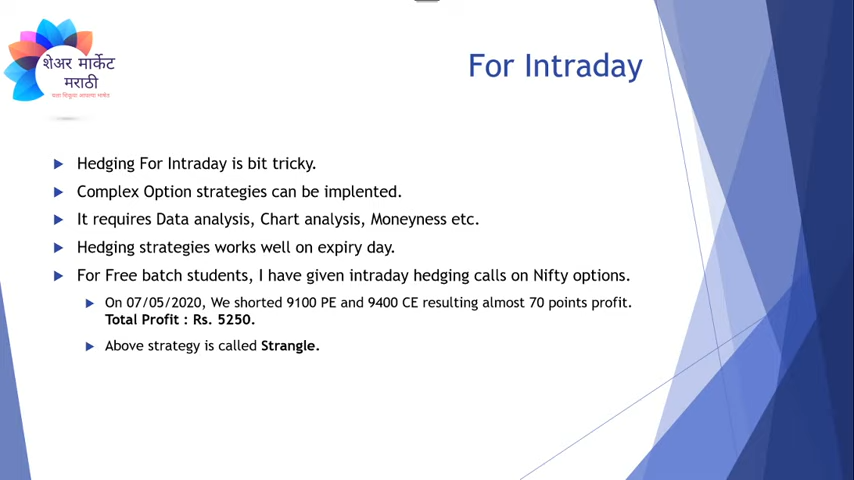 शेअर मार्केट
मराठी
For Intraday
Hedging For Intraday is bit tricky.
Complex Option strategies can be implented.
It requires Data analysis, Chart analysis, Moneyness etc.
Hedging strategies works well on expiry day.
For Free batch students, I have given intraday hedging calls on Nifty options.
On 07/05/2020, We shorted 9100 PE and 9400 CE resulting almost 70 points profit.
Total Profit : Rs. 5250.
Above strategy is called Strangle.